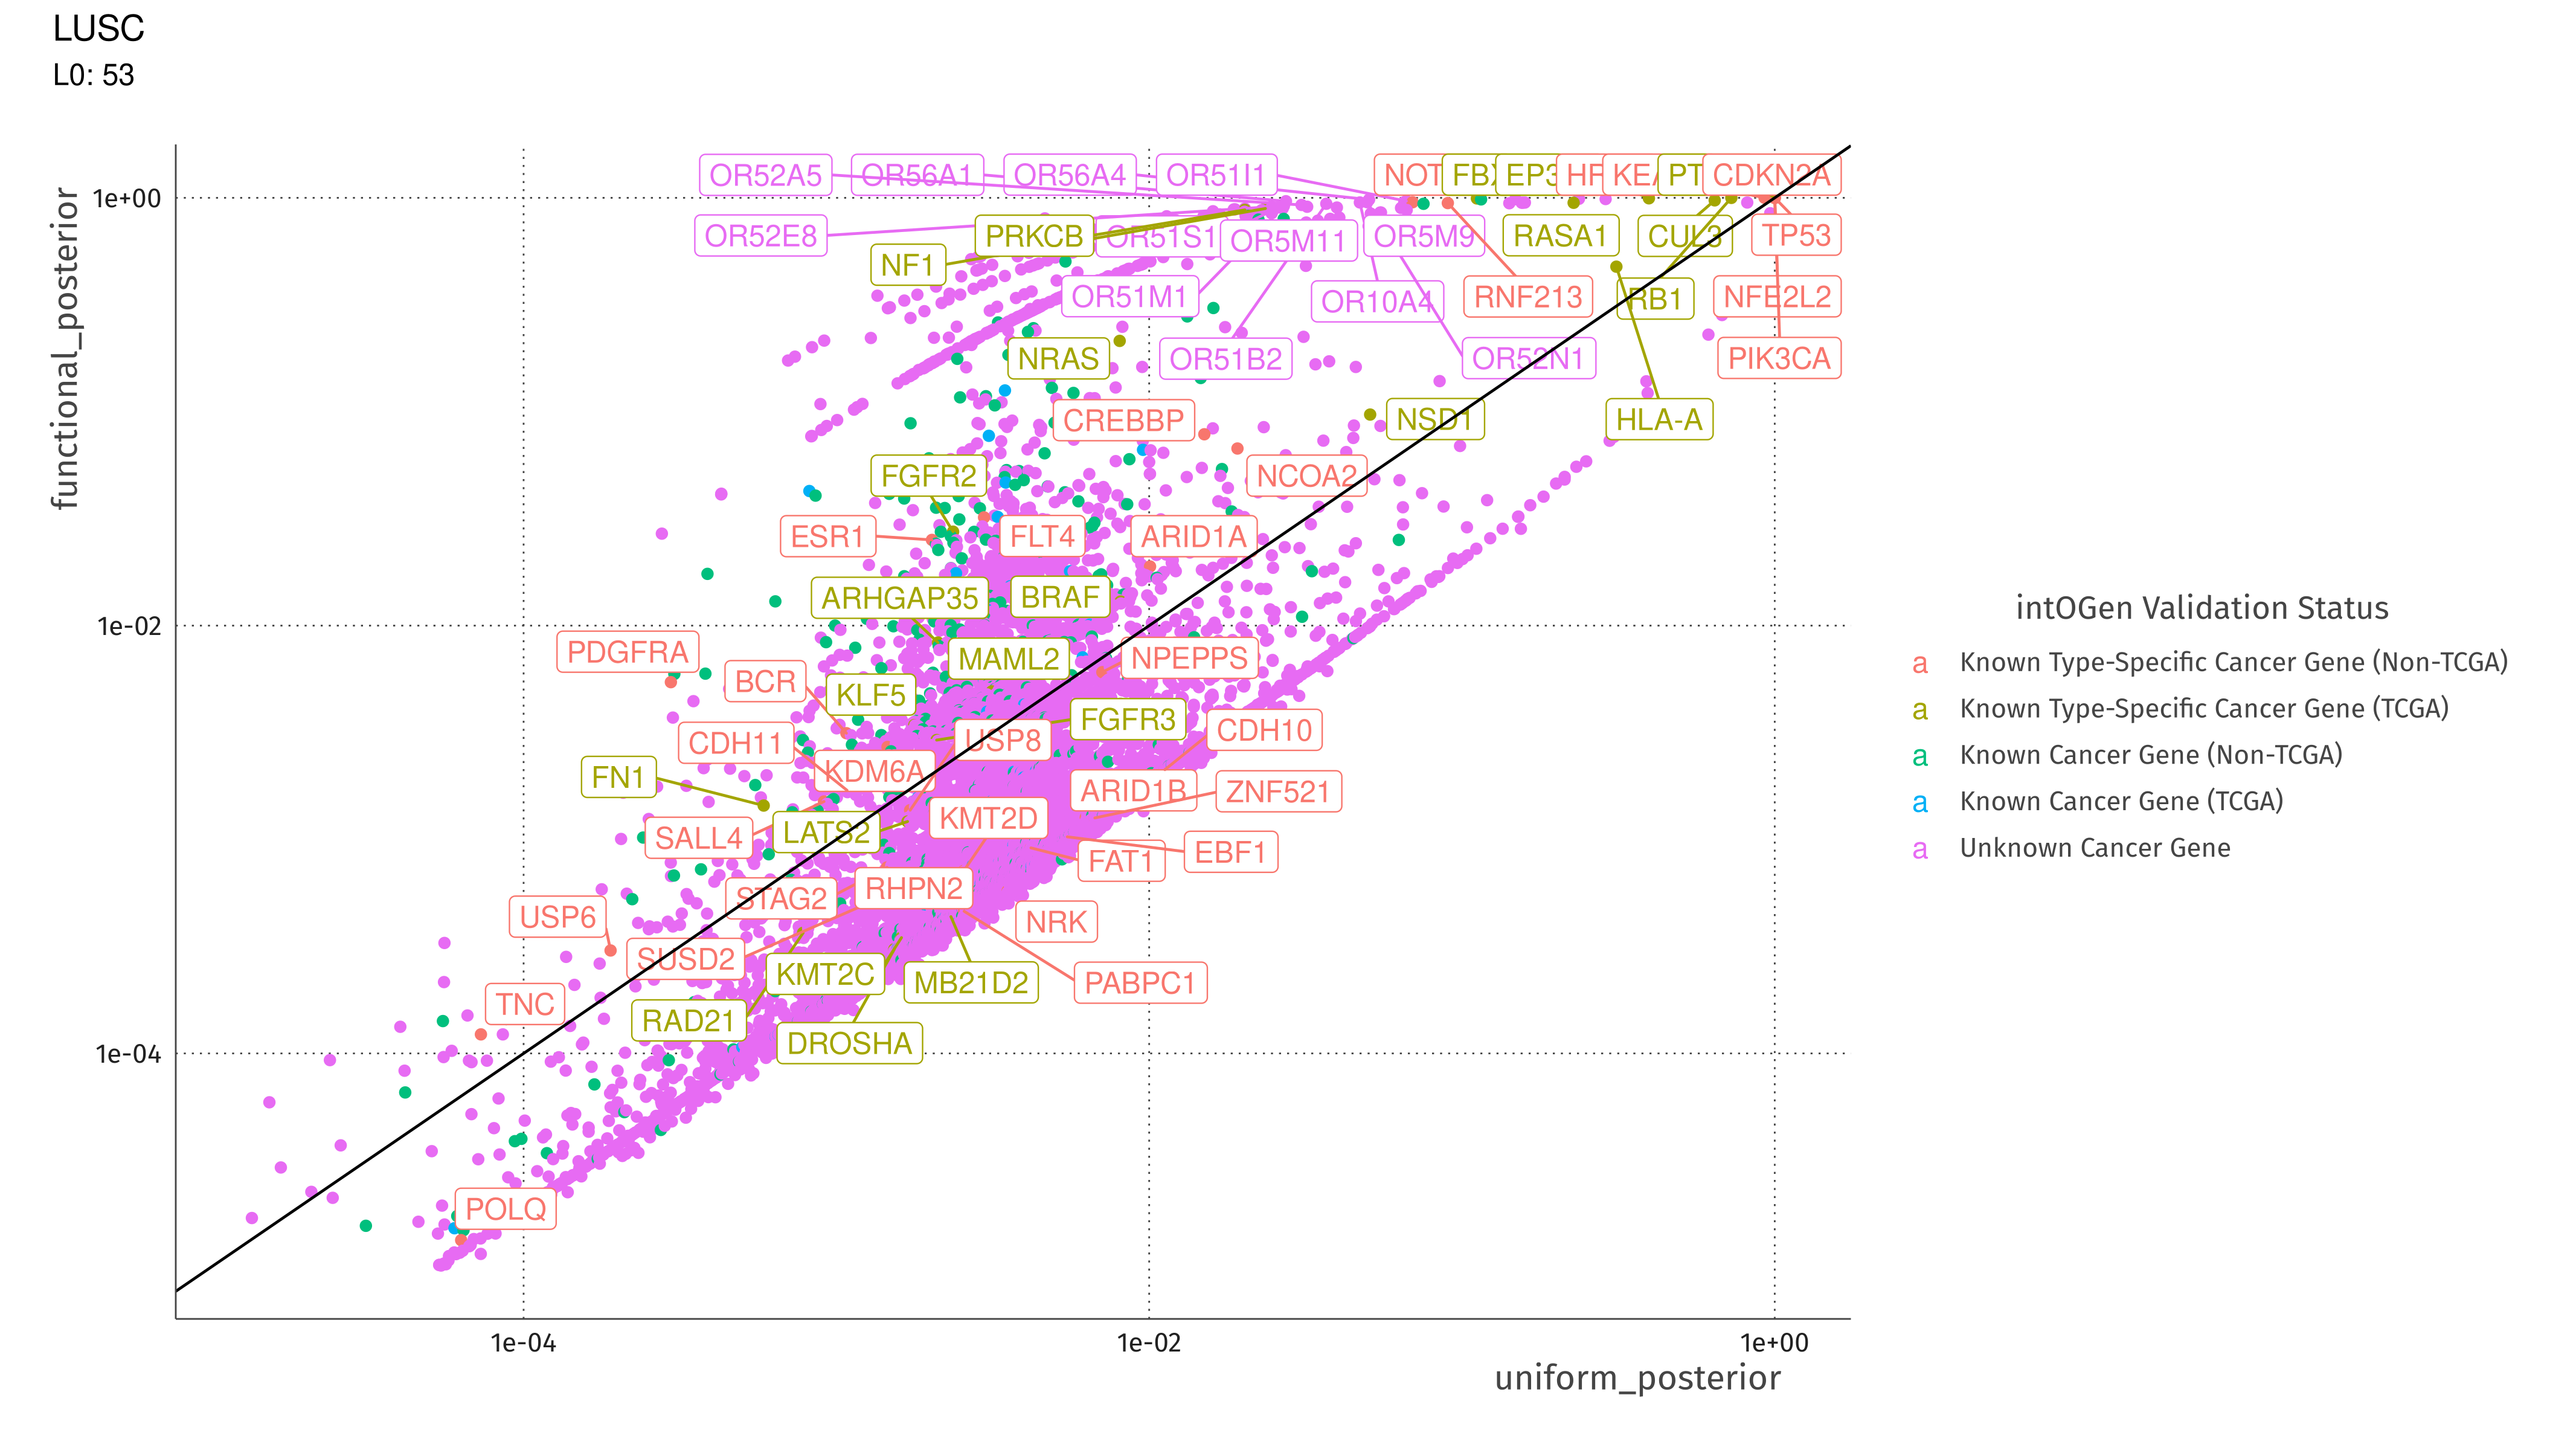 LUSC
L0: 53
functional_posterior
1e+00
1e-02
1e-04
OR52A5 OR56A1 OR56A4 OR51I1 NOT FB EP3 HR KEA PT CDKN2A
OR52E8 PRKCB OR51S1 OR5M11 OR5M9 RASA1 CUL3 TP53
NF1
OR51M1 OR10A4 RNF213 RB1 NFE2L2
NRAS OR51B2 OR52N1 PIK3CA
CREBBP NSD1 HLA-A
FGFR2 NCOA2
ESR1 FLT4 ARID1A
ARHGAP35 BRAF
PDGFRA MAML2 NPEPPS
BCR KLF5
FGFR3
CDH11 USP8 CDH10
FN1 KDM6A
ARID1B ZNF521
SALL4 LATS2 KMT2D
FAT1 EBF1
STAG2 RHPN2
USP6 NRK
SUSD2 KMT2C MB21D2 PABPC1
TNC
RAD21 DROSHA
POLQ
1e-04 1e-02 1e+00
uniform_posterior
intOGen Validation Status
a Known Type-Specific Cancer Gene (Non-TCGA)
a Known Type-Specific Cancer Gene (TCGA)
a Known Cancer Gene (Non-TCGA)
a Known Cancer Gene (TCGA)
a Unknown Cancer Gene